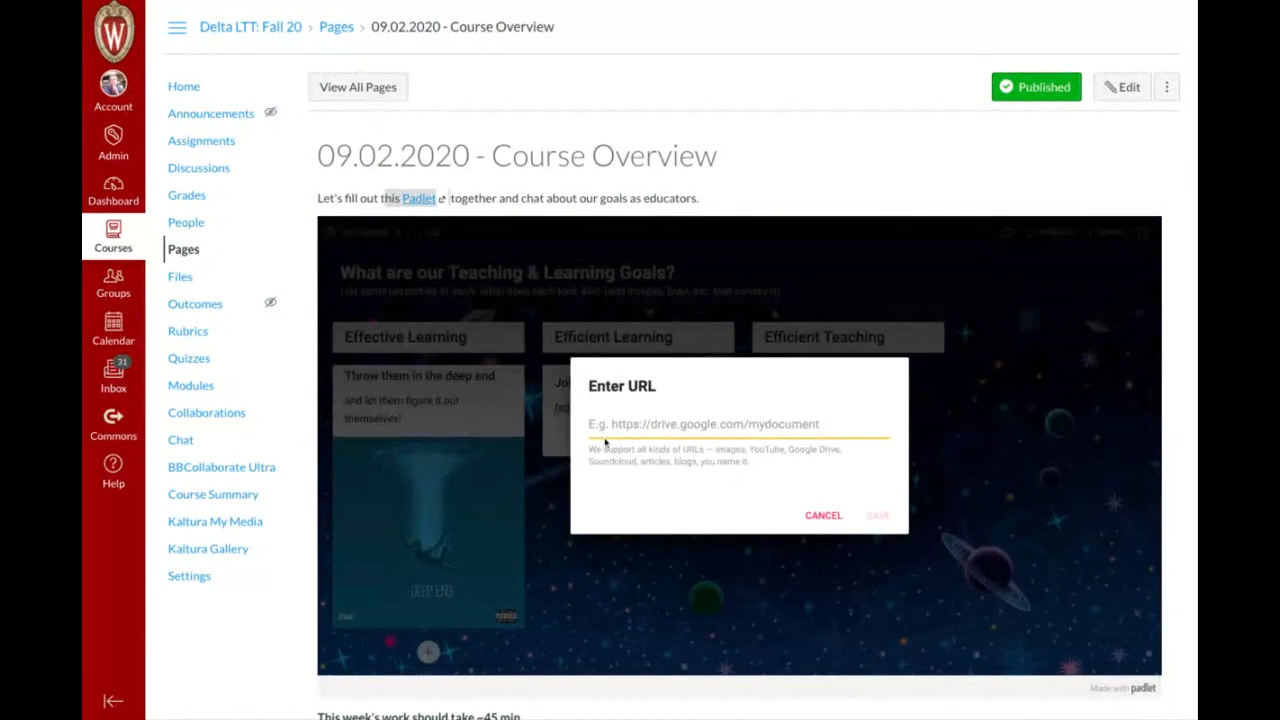 Delta LTT: Fall 20 > Pages > 09.02.2020 - Course Overview
W
Account
Admin
Dashboard
Courses
Groups
Calendar
31
Inbox
Commons
Help
Home
Announcements
Assignments
Discussions
Grades
People
Pages
Files
Outcomes
Rubrics
Quizzes
Modules
Collaborations
Chat
BBCollaborate Ultra
Course Summary
Kaltura My Media
Kaltura Gallery
Settings
View All Pages
Published
Edit
09.02.2020 - Course Overview
Let's fill out this Padlet together and chat about our goals as educators.
What are our Teaching & Learning Goals?
Effective Learning
Efficient Learning
Efficient Teaching
Throw them in the deep end
and let them figure it out
themselves!
DEEP END
Enter URL
E.g. https://drive.google.com/mydocument
We support all kinds of URLs — images, YouTube, Google Drive,
Soundcloud, articles, blogs, you name it.
CANCEL SAVE
Made with padlet
This week's work should take ~45 min